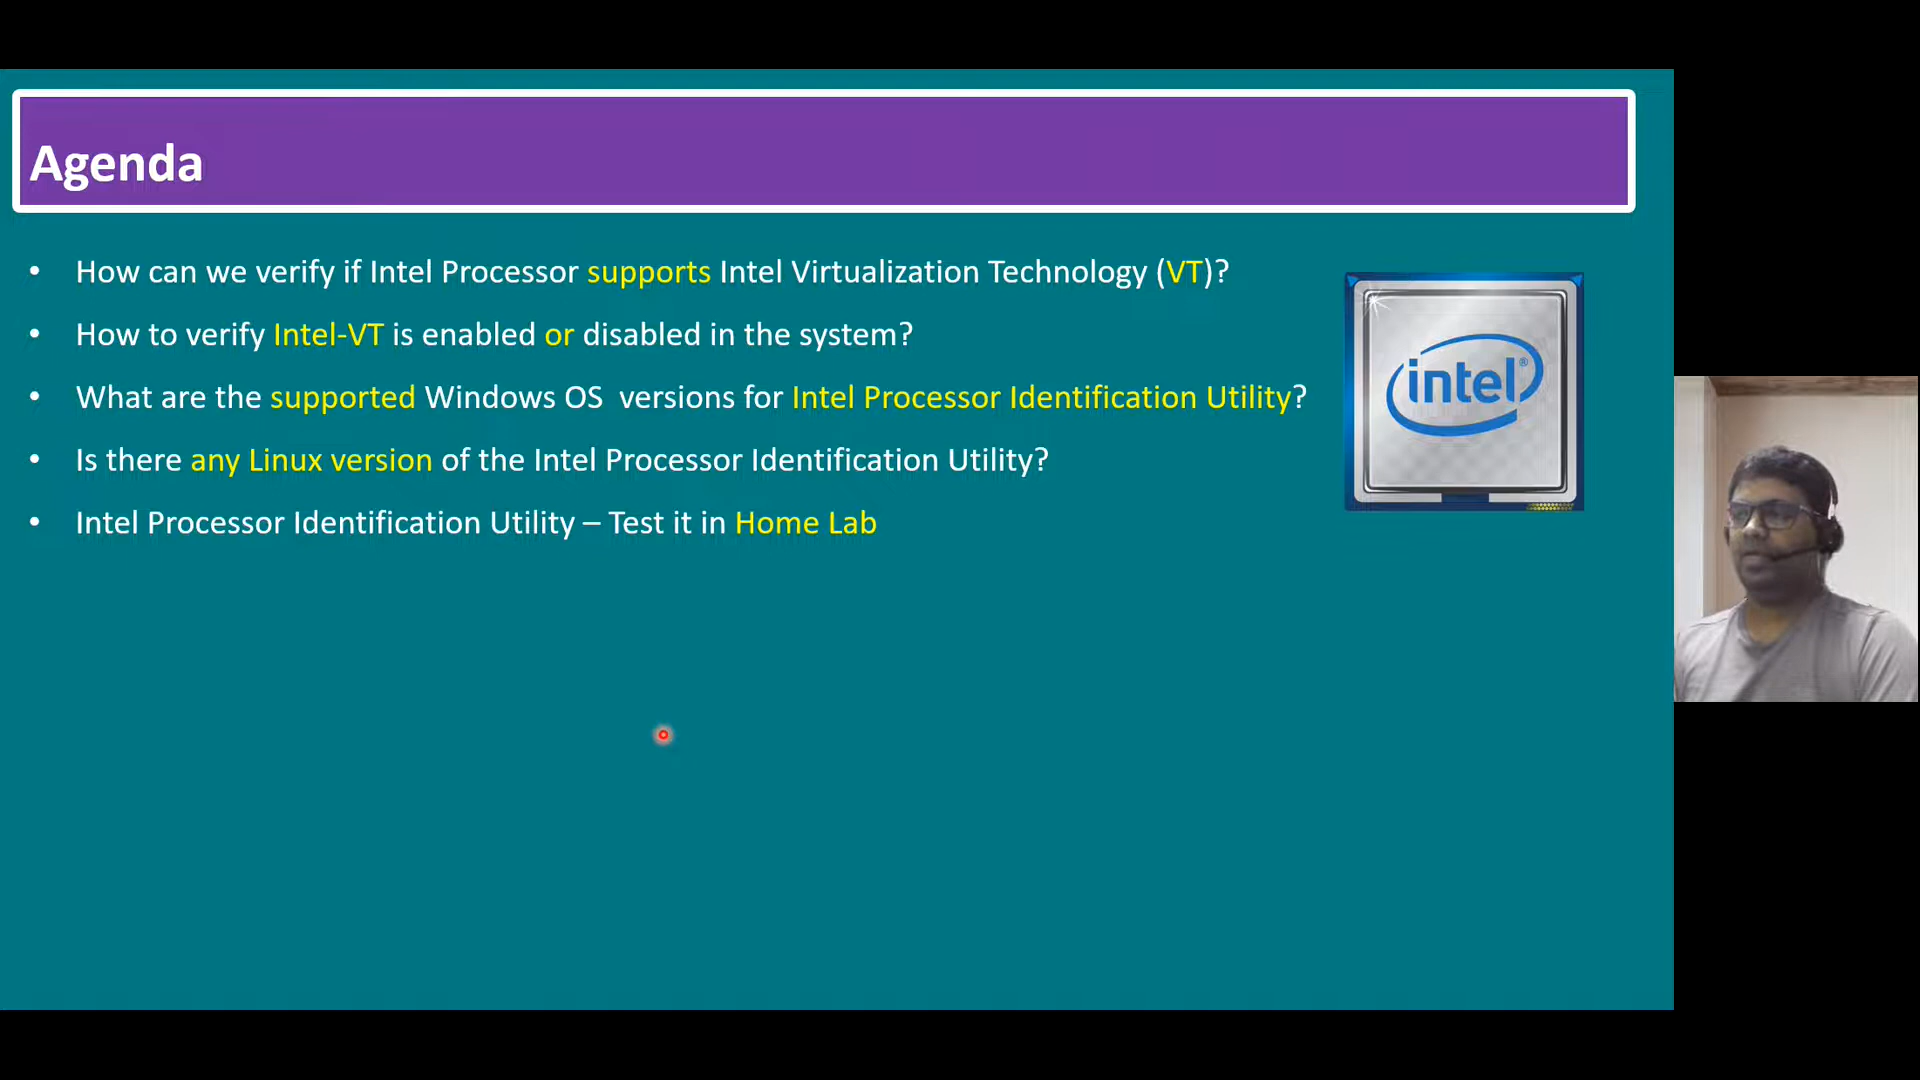 Agenda
• How can we verify if Intel Processor supports Intel Virtualization Technology (VT)?
• How to verify Intel-VT is enabled or disabled in the system?
• What are the supported Windows OS  versions for Intel Processor Identification Utility?
• Is there any Linux version of the Intel Processor Identification Utility?
• Intel Processor Identification Utility – Test it in Home Lab
intel®